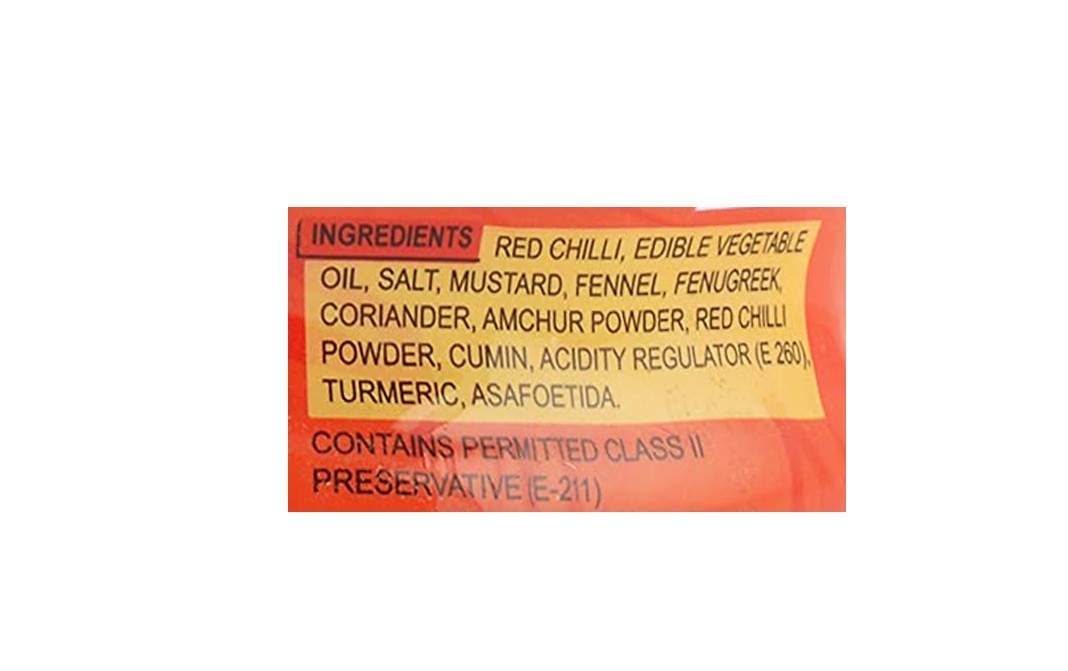 INGREDIENTS RED CHILLI, EDIBLE VEGETABLE
OIL, SALT, MUSTARD, FENNEL, FENUGREEK,
CORIANDER, AMCHUR POWDER, RED CHILLI
POWDER, CUMIN, ACIDITY REGULATOR (E 260),
TURMERIC, ASAFOETIDA.
CONTAINS PERMITTED CLASS II
PRESERVATIVE (E-211)